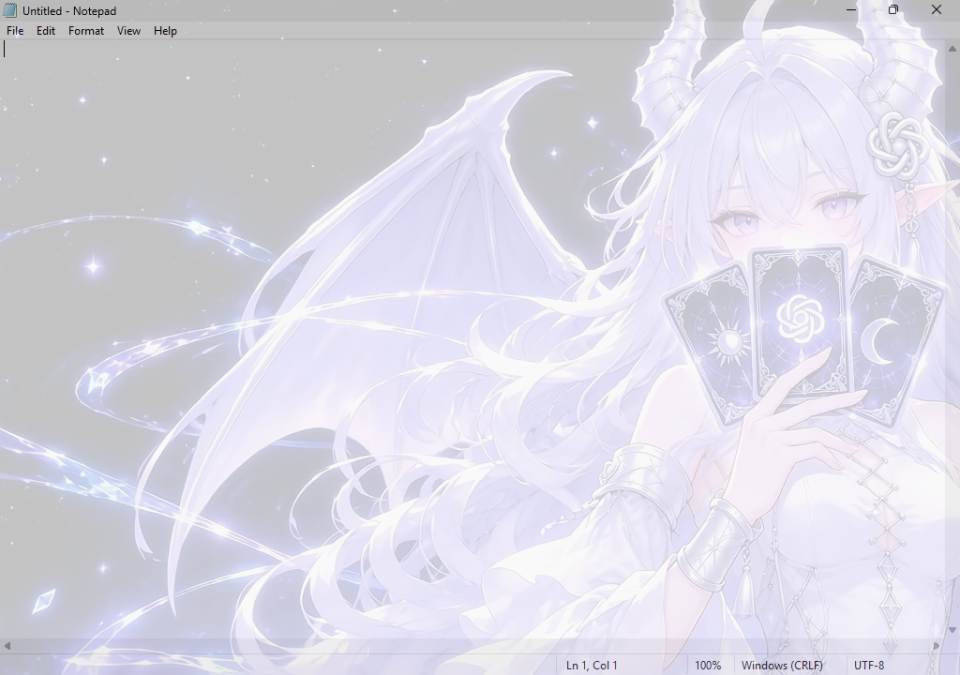 Untitled - Notepad
File Edit Format View Help
Ln 1, Col 1 100% Windows (CRLF) UTF-8